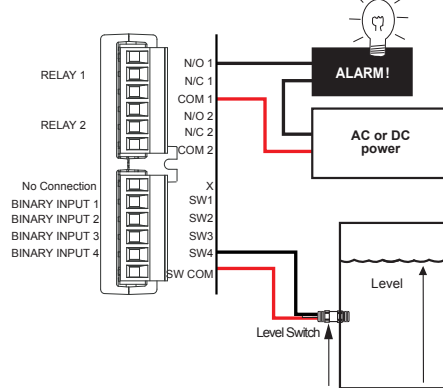 RELAY 1
RELAY 2
N/O 1
N/C 1
COM 1
N/O 2
N/C 2
COM 2
ALARM!
AC or DC
power
No Connection
BINARY INPUT 1
BINARY INPUT 2
BINARY INPUT 3
BINARY INPUT 4
X
SW1
SW2
SW3
SW4
SW COM
Level
Level Switch